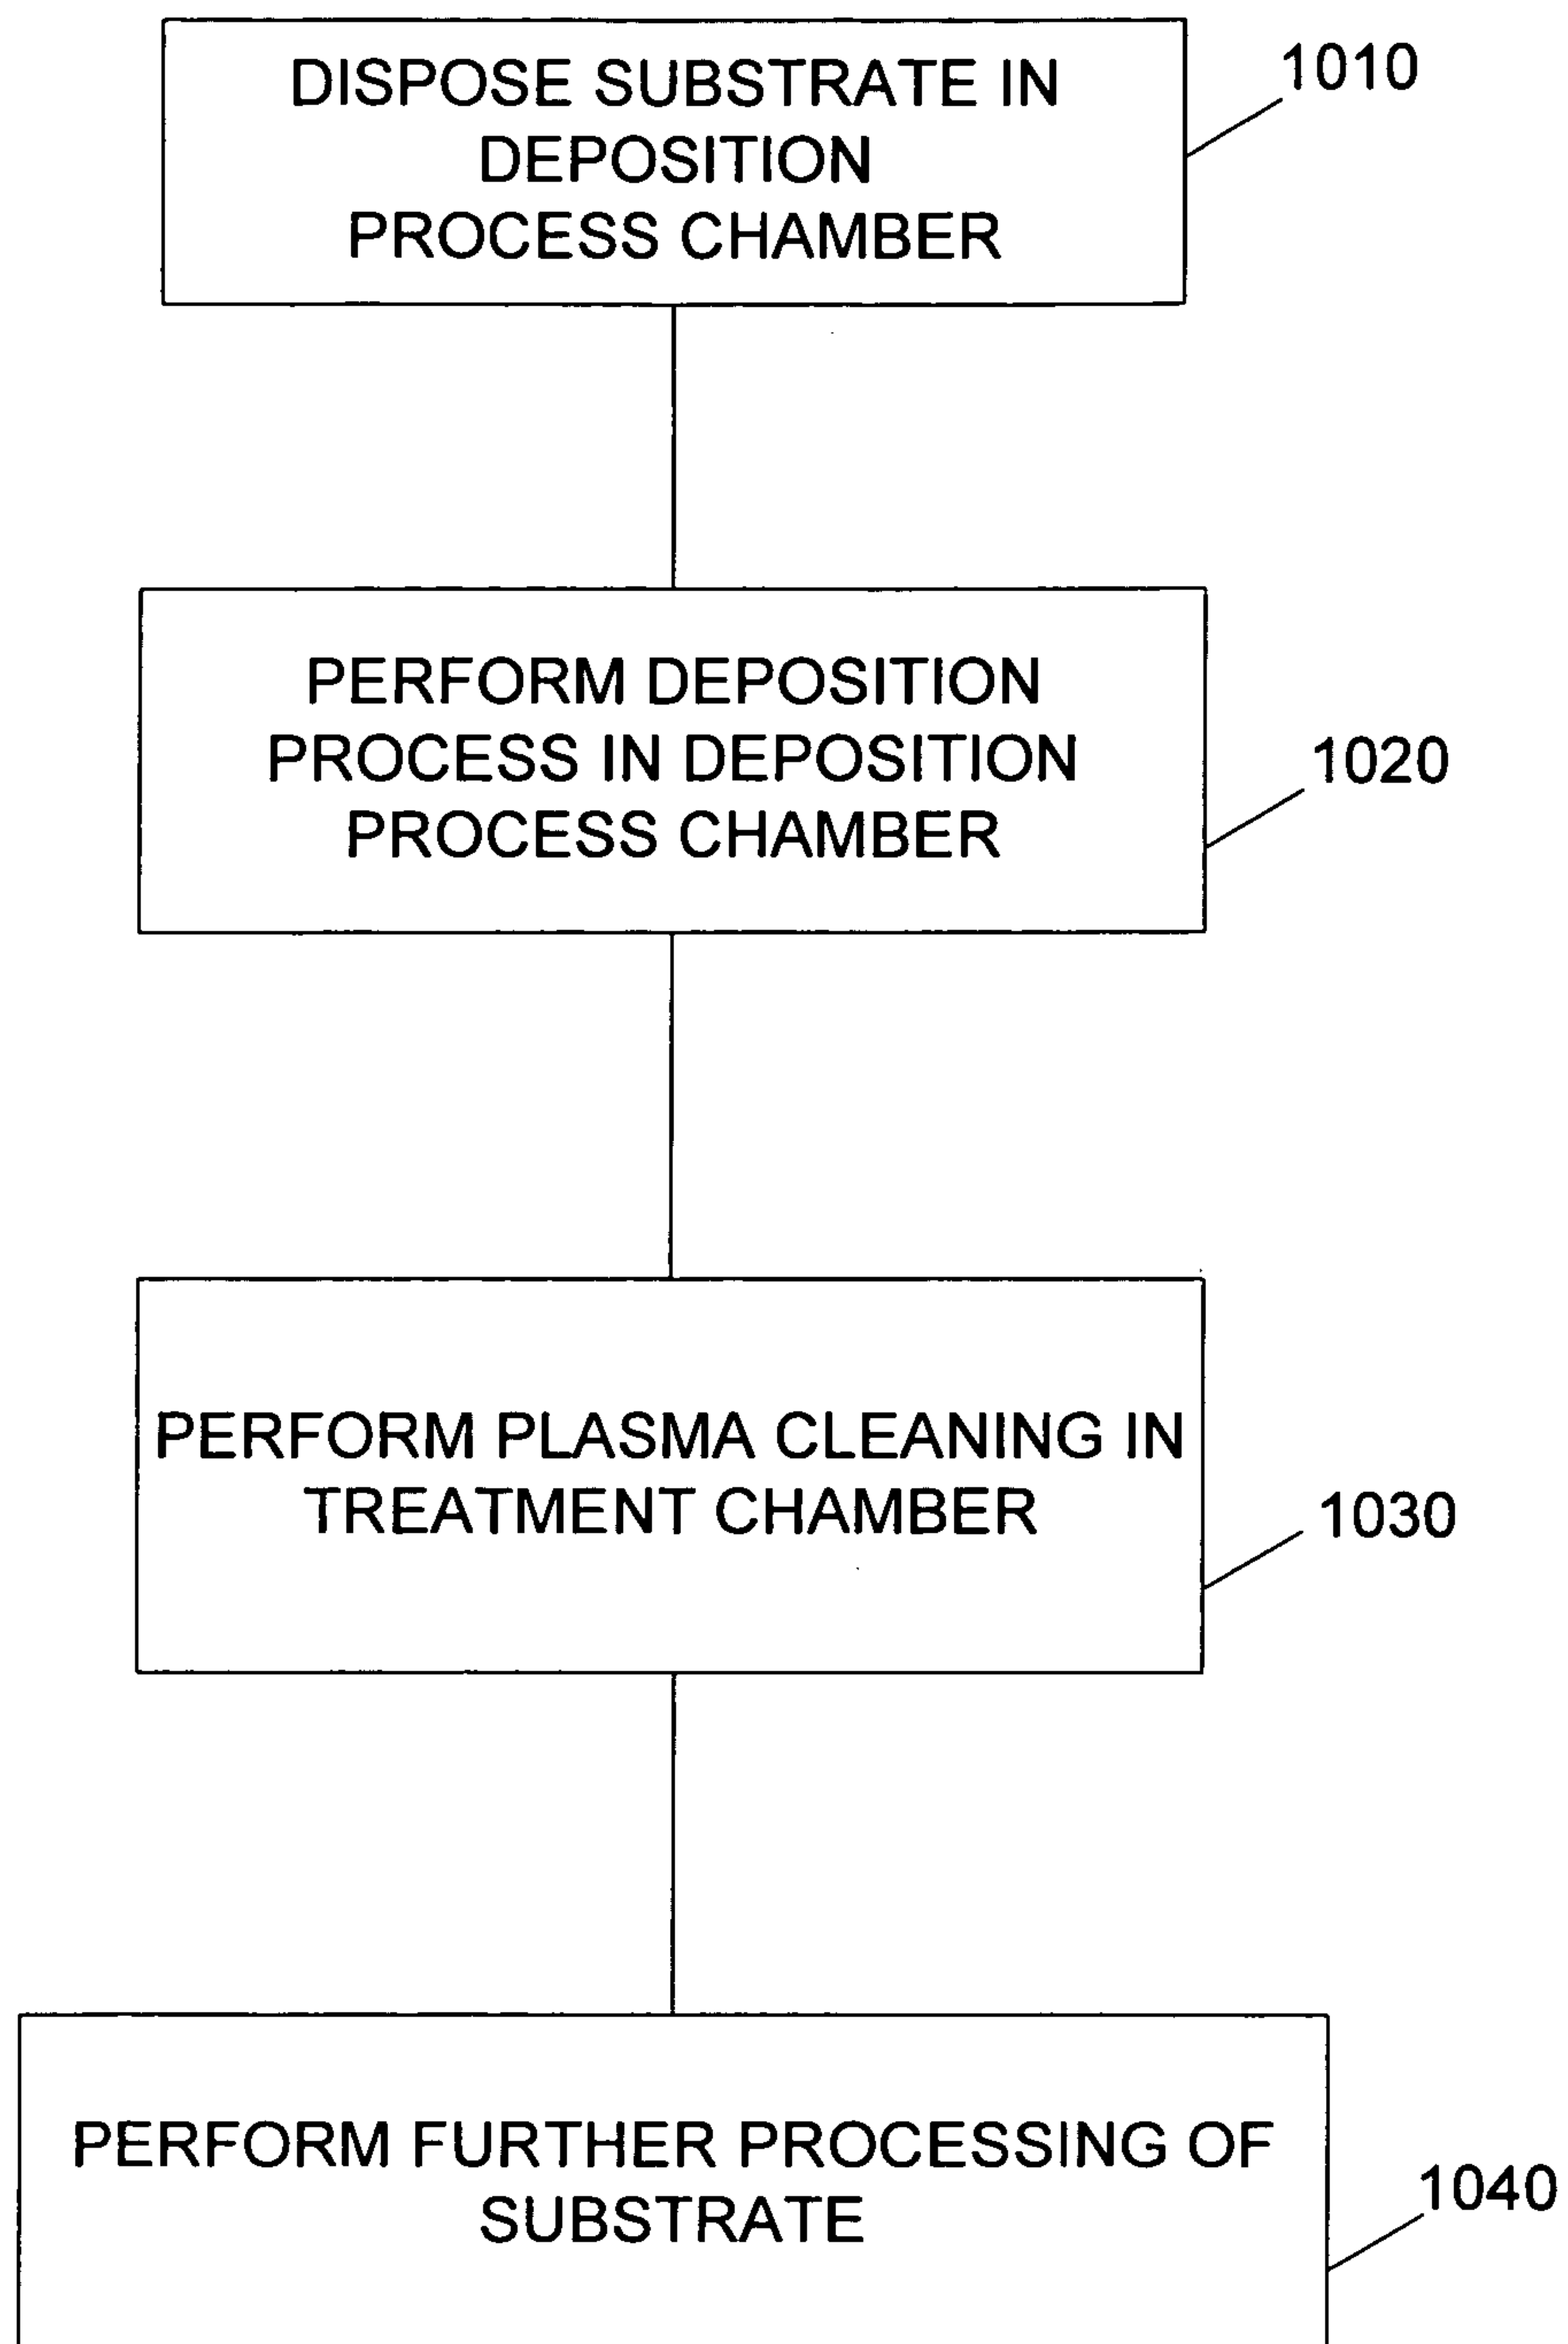 DISPOSE SUBSTRATE IN
DEPOSITION
PROCESS CHAMBER
1010
PERFORM DEPOSITION
PROCESS IN DEPOSITION
PROCESS CHAMBER
1020
PERFORM PLASMA CLEANING IN
TREATMENT CHAMBER
1030
PERFORM FURTHER PROCESSING OF
SUBSTRATE
1040